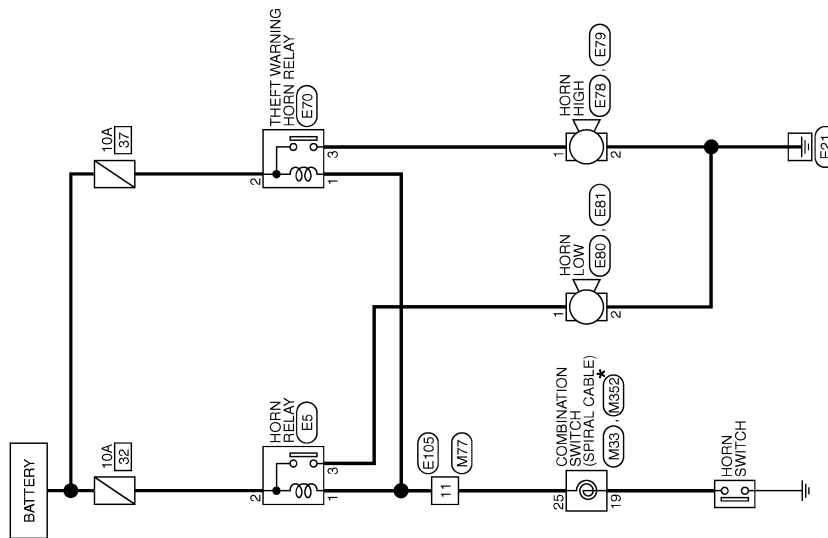 BATTERY
10A
32
10A
37
2
HORN
RELAY
E5
1
3
2
THEFT WARNING
HORN RELAY
E70
1
3
E105
M77
11
25
COMBINATION
SWITCH
(SPIRAL CABLE)
M33 , M352
*
19
HORN
SWITCH
1
HORN
LOW
E80 , E81
2
1
HORN
HIGH
E78 , E79
2
E21